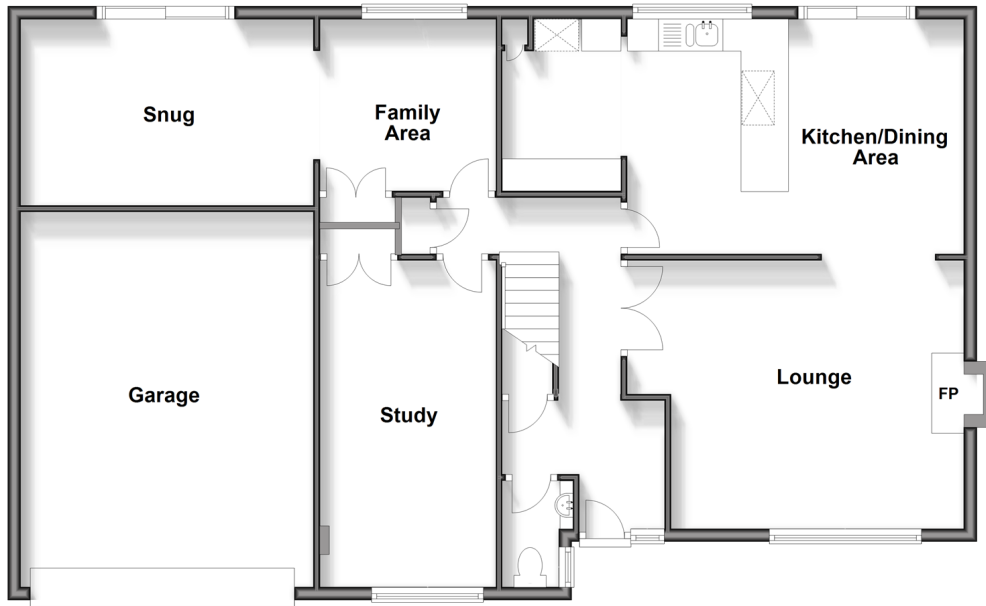 Snug
Family
Area
Kitchen/Dining
Area
Garage
Study
Lounge
FP